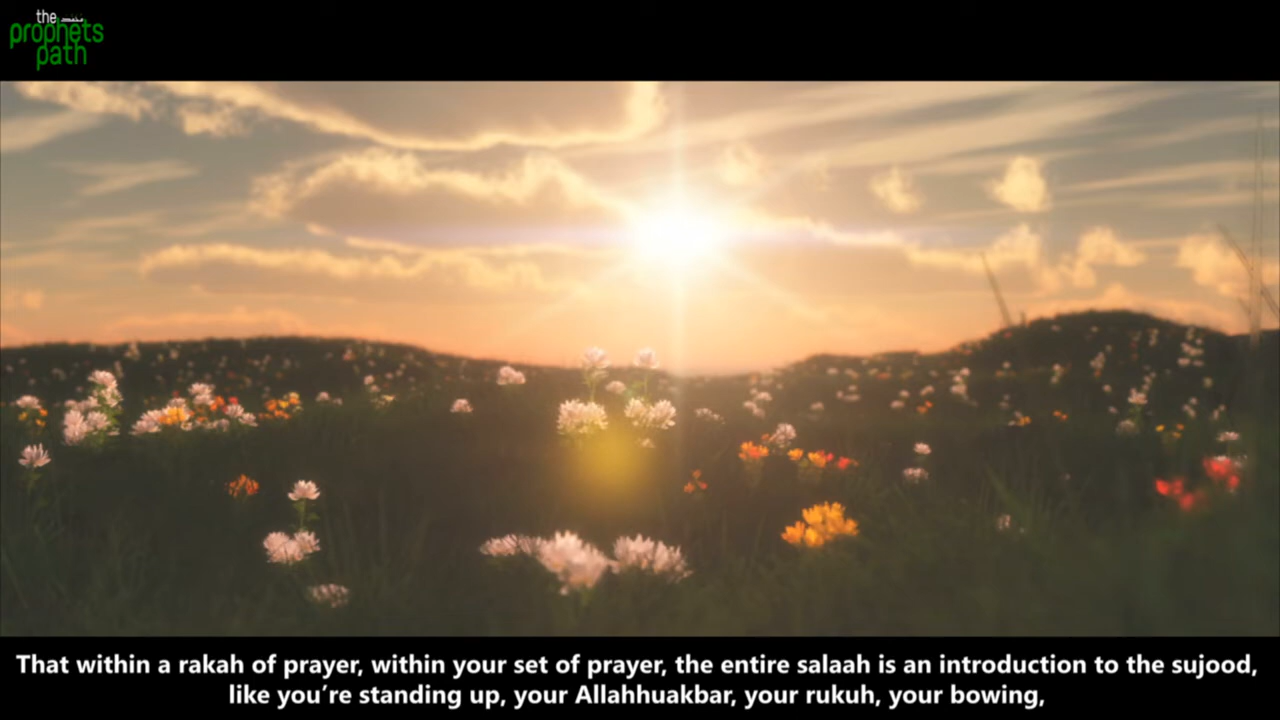 the
prophets
path
That within a rakah of prayer, within your set of prayer, the entire salaah is an introduction to the sujood,
like you’re standing up, your Allahhuakbar, your rukuh, your bowing,